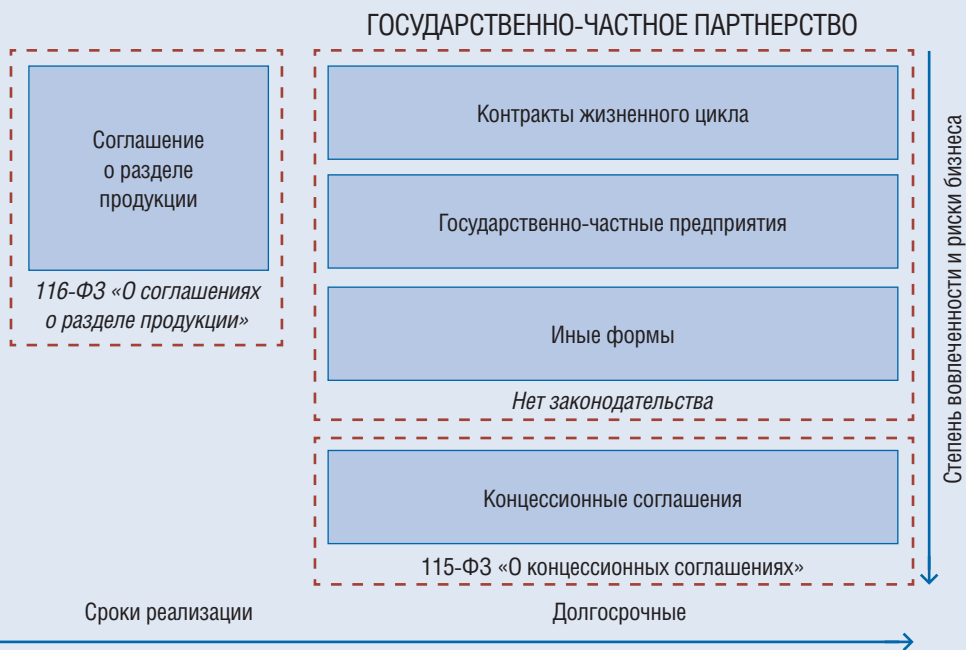 ГОСУДАРСТВЕННО-ЧАСТНОЕ ПАРТНЕРСТВО
Соглашение
о разделе
продукции
116-ФЗ «О соглашениях
о разделе продукции»
Контракты жизненного цикла
Государственно-частные предприятия
Иные формы
Нет законодательства
Концессионные соглашения
115-ФЗ «О концессионных соглашениях»
Степень вовлеченности и риски бизнеса
Сроки реализации
Долгосрочные